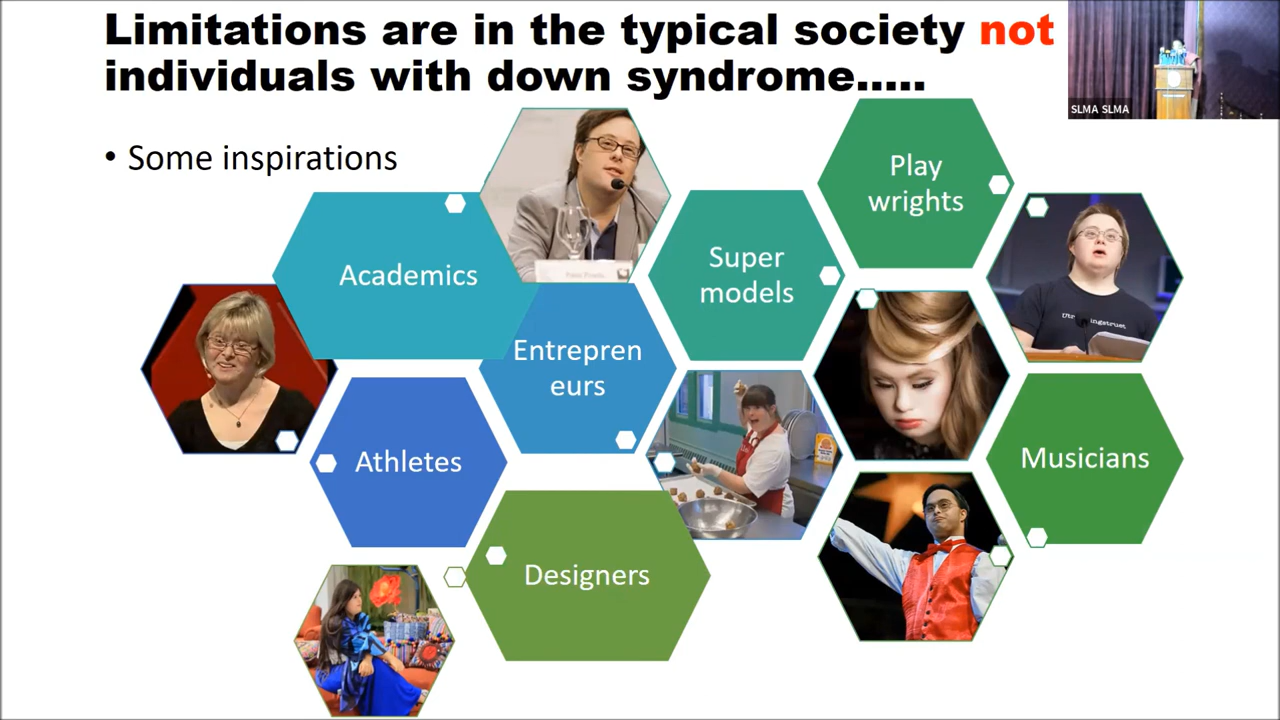 Limitations are in the typical society not
individuals with down syndrome.....
SLMA SLMA
• Some inspirations
Play
wrights
Super
models
Academics
Entrepren
eurs
Athletes
Musicians
Designers